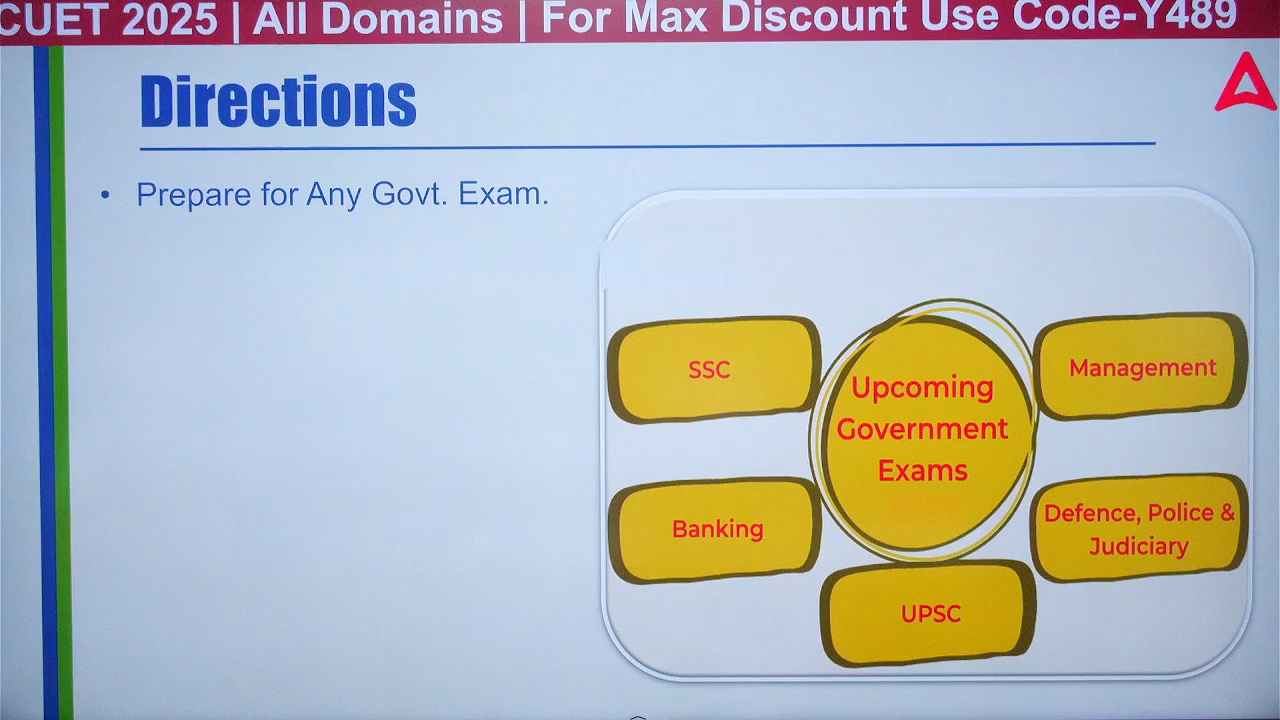 CUET 2025 | All Domains | For Max Discount Use Code-Y489
Directions
• Prepare for Any Govt. Exam.
SSC
Upcoming
Government
Exams
Management
Banking
Defence, Police &
Judiciary
UPSC